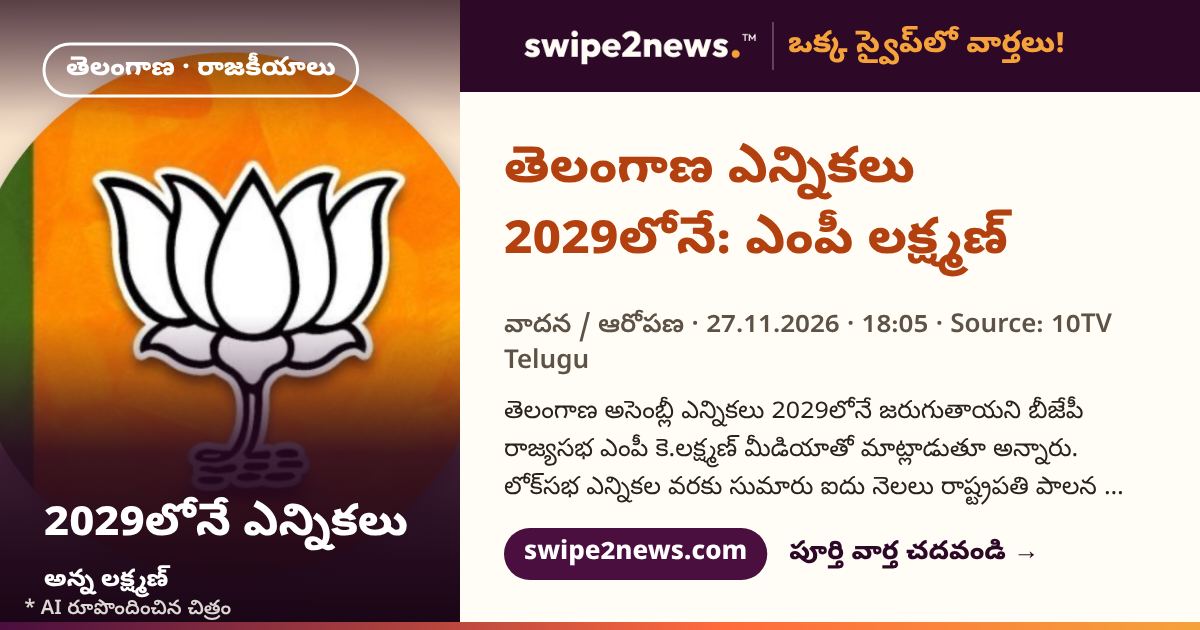 తెలంగాణ · రాజకీయాలు
2029లోనే ఎన్నికలు
అన్న లక్ష్మణ్
* AI రూపొందించిన చిత్రం
swipe2news.™ | ఒక్క స్వైప్‌లో వార్తలు!
తెలంగాణ ఎన్నికలు
2029లోనే: ఎంపీ లక్ష్మణ్
వాదన / ఆరోపణ · 27.11.2026 · 18:05 · Source: 10TV
Telugu
తెలంగాణ అసెంబ్లీ ఎన్నికలు 2029లోనే జరుగుతాయని బీజేపీ
రాజ్యసభ ఎంపీ కె.లక్ష్మణ్ మీడియాతో మాట్లాడుతూ అన్నారు.
లోక్‌సభ ఎన్నికల వరకు సుమారు ఐదు నెలలు రాష్ట్రపతి పాలన ...
swipe2news.com పూర్తి వార్త చదవండి →